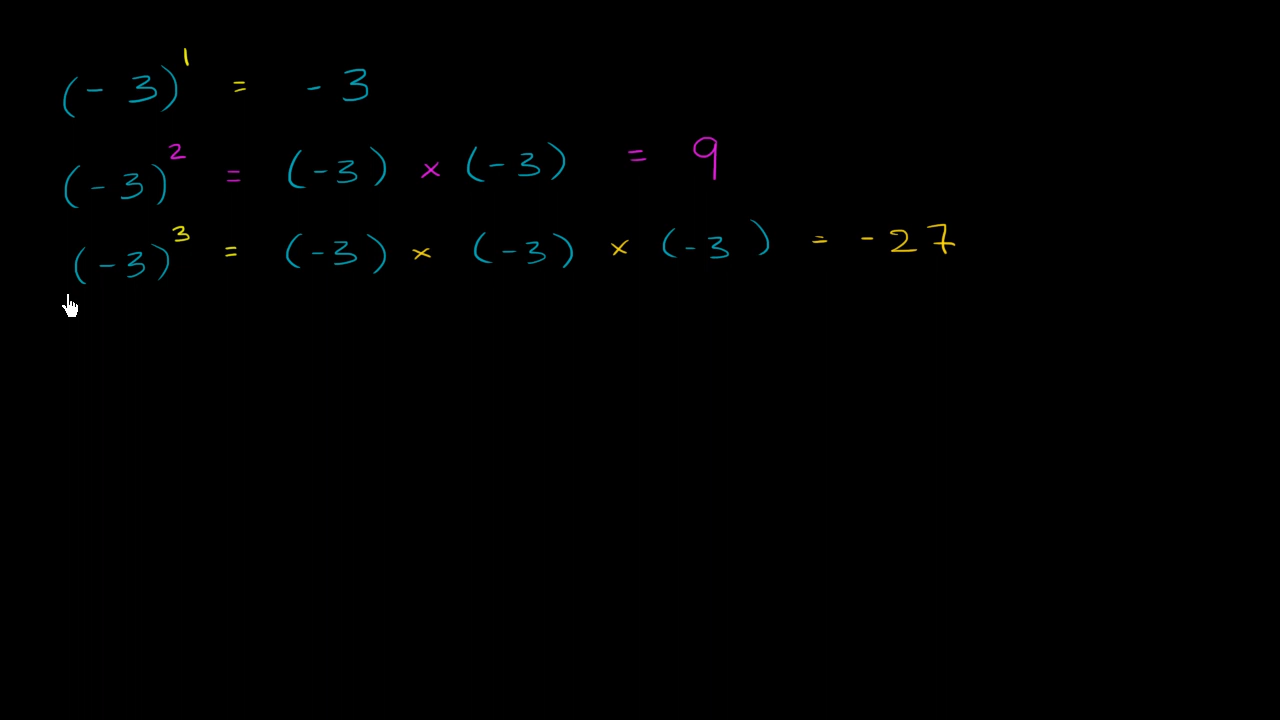 (-3)¹ = -3
(-3)² = (-3) × (-3) = 9
(-3)³ = (-3) × (-3) × (-3) = -27